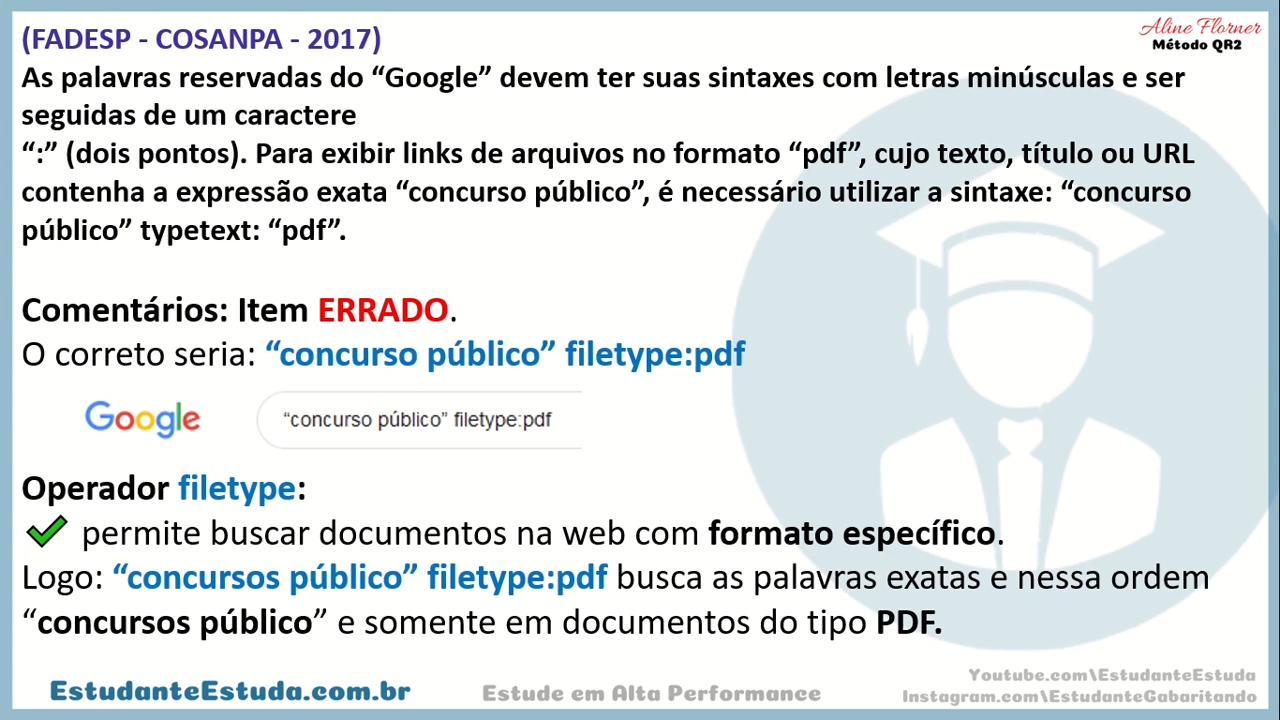 (FADESP - COSANPA - 2017)
Aline Florner
Método QR2
As palavras reservadas do “Google” devem ter suas sintaxes com letras minúsculas e ser
seguidas de um caractere
“:” (dois pontos). Para exibir links de arquivos no formato “pdf”, cujo texto, título ou URL
contenha a expressão exata “concurso público”, é necessário utilizar a sintaxe: “concurso
público” typetext: “pdf”.
Comentários: Item ERRADO.
O correto seria: “concurso público” filetype:pdf
Google
“concurso público” filetype:pdf
Operador filetype:
permite buscar documentos na web com formato específico.
Logo: “concursos público” filetype:pdf busca as palavras exatas e nessa ordem
“concursos público” e somente em documentos do tipo PDF.
EstudanteEstuda.com.br
Estude em Alta Performance
Youtube.com\EstudanteEstuda
Instagram.com\EstudanteGabaritando